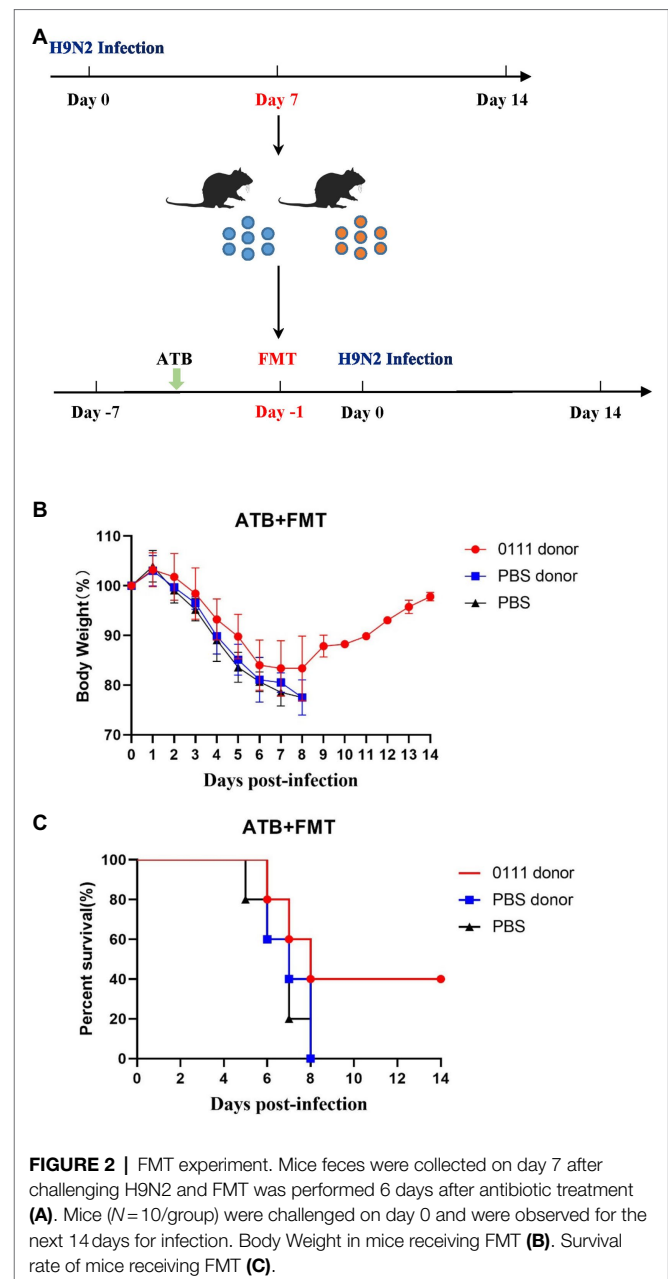 A
H9N2 Infection
Day 0 Day 7 Day 14
ATB FMT H9N2 Infection
Day -7 Day -1 Day 0 Day 14
B
ATB+FMT
110
100
90
80
70
Body Weight(%)
0 1 2 3 4 5 6 7 8 9 10 11 12 13 14
Days post-infection
0111 donor
PBS donor
PBS
C
ATB+FMT
100
80
60
40
20
0
Percent survival(%)
0 2 4 6 8 10 12 14
Days post-infection
0111 donor
PBS donor
PBS
FIGURE 2 | FMT experiment. Mice feces were collected on day 7 after
challenging H9N2 and FMT was performed 6 days after antibiotic treatment
(A). Mice (N=10/group) were challenged on day 0 and were observed for the
next 14 days for infection. Body Weight in mice receiving FMT (B). Survival
rate of mice receiving FMT (C).